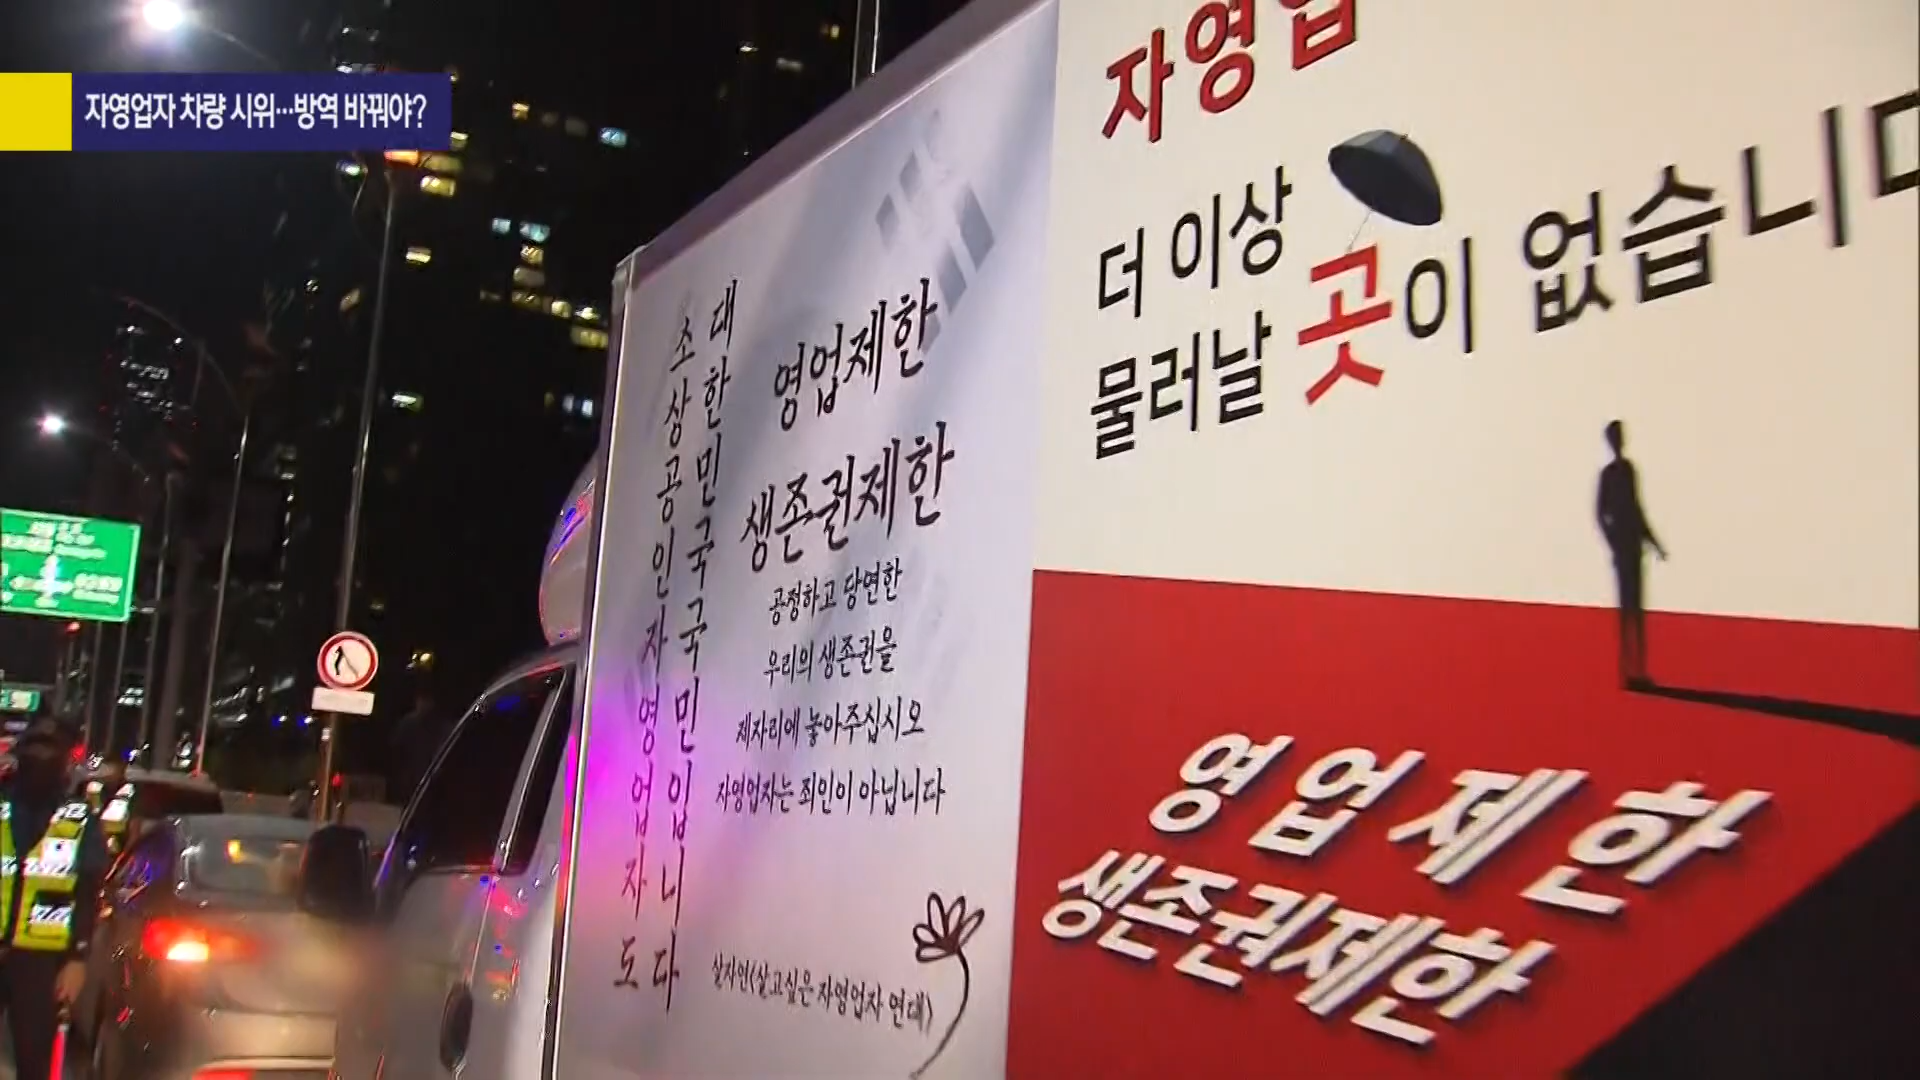 자영업자 차량 시위…방역 바꿔야?
소상공인 자영업자도
대한민국 국민입니다
영업제한
생존권제한
공정하고 당연한
우리의 생존권을
제자리에 놓아주십시오
자영업자는 죄인이 아닙니다
살자연(살고싶은 자영업자 연대)
자영업
더 이상
물러날 곳이 없습니다
영업제한
생존권제한